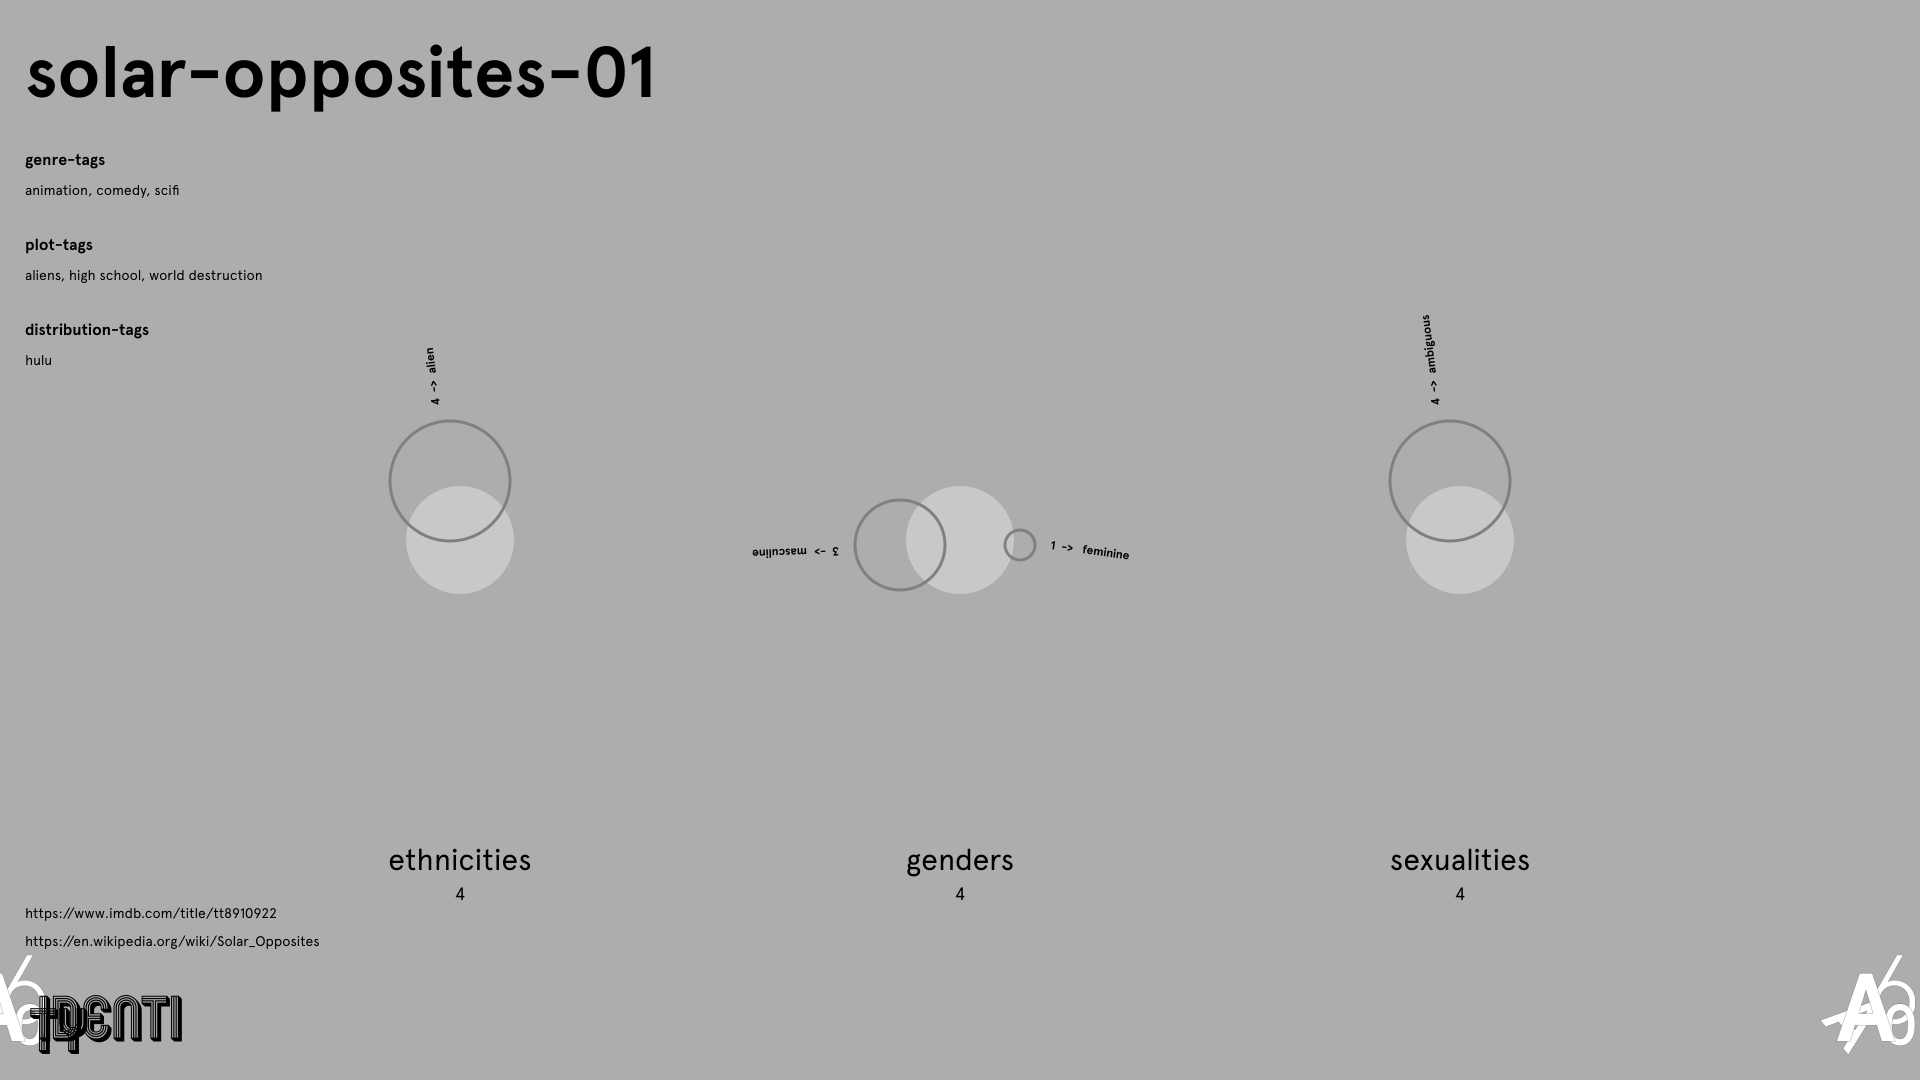 solar-opposites-01
genre-tags
animation, comedy, scifi
plot-tags
aliens, high school, world destruction
distribution-tags
hulu
4 -> alien
3 -> masculine
1 -> feminine
4 -> ambiguous
ethnicities
4
genders
4
sexualities
4
https://www.imdb.com/title/tt8910922
https://en.wikipedia.org/wiki/Solar_Opposites
IDENTI